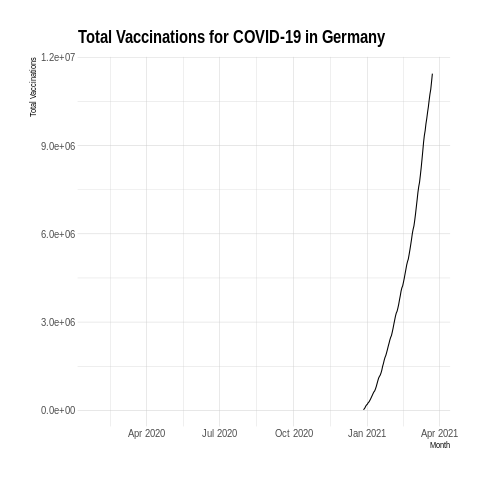 Total Vaccinations for COVID-19 in Germany
Total Vaccinations
1.2e+07
9.0e+06
6.0e+06
3.0e+06
0.0e+00
Apr 2020 Jul 2020 Oct 2020 Jan 2021 Apr 2021
Month